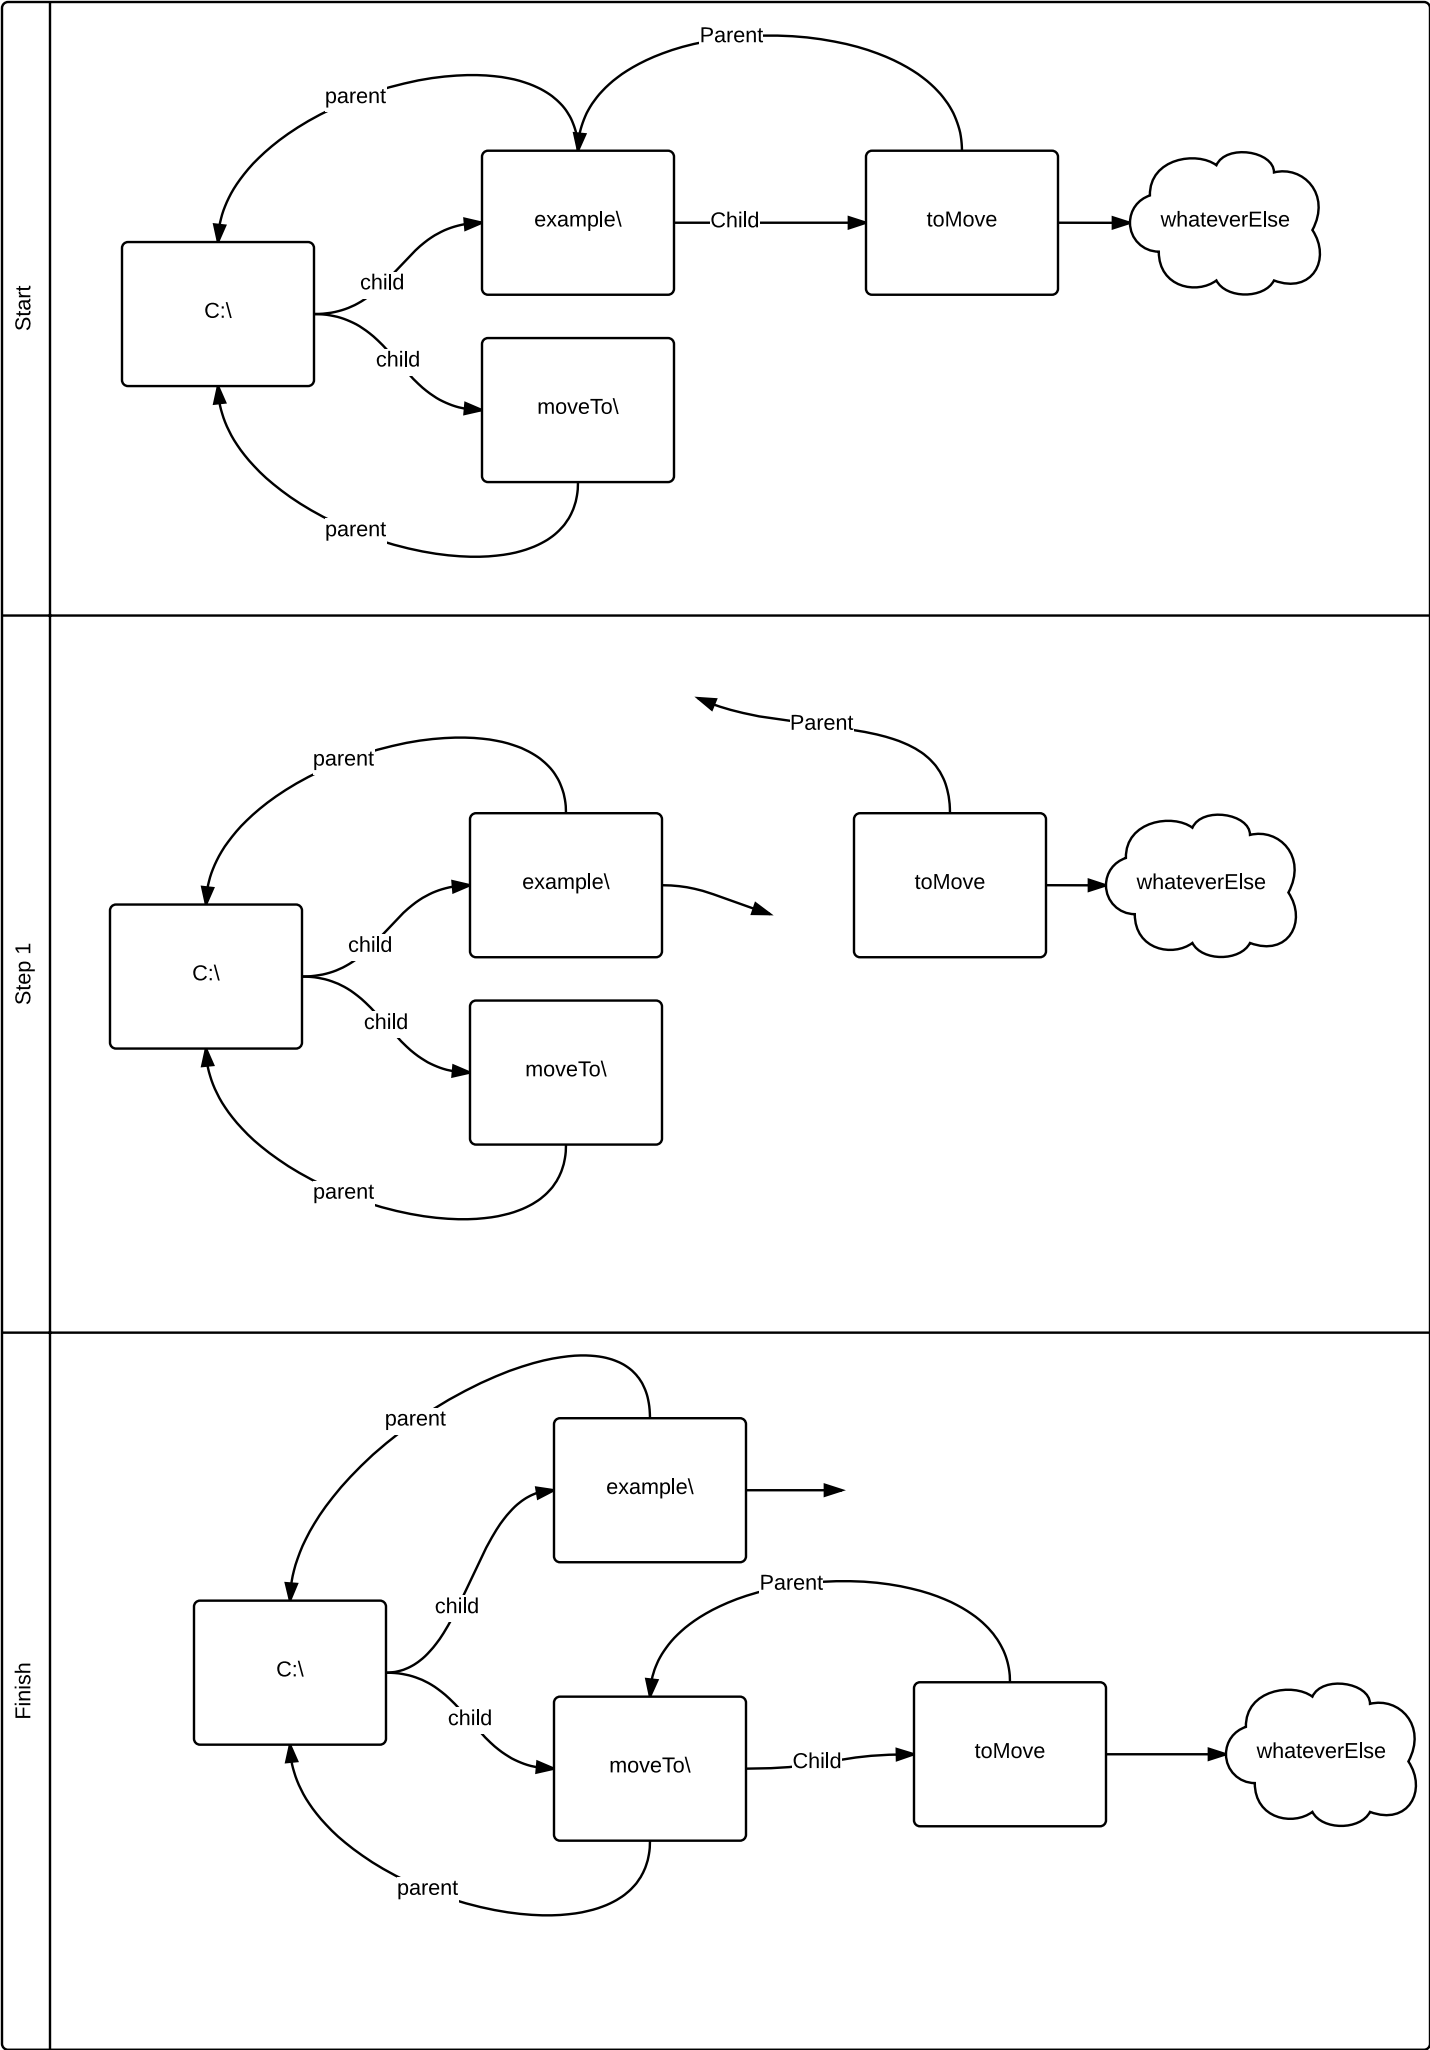 Start
Parent
parent
example\
Child
toMove
whateverElse
child
C:\
child
moveTo\
parent
Step 1
Parent
parent
example\
toMove
whateverElse
child
C:\
child
moveTo\
parent
Finish
parent
example\
Parent
child
C:\
child
moveTo\
Child
toMove
whateverElse
parent